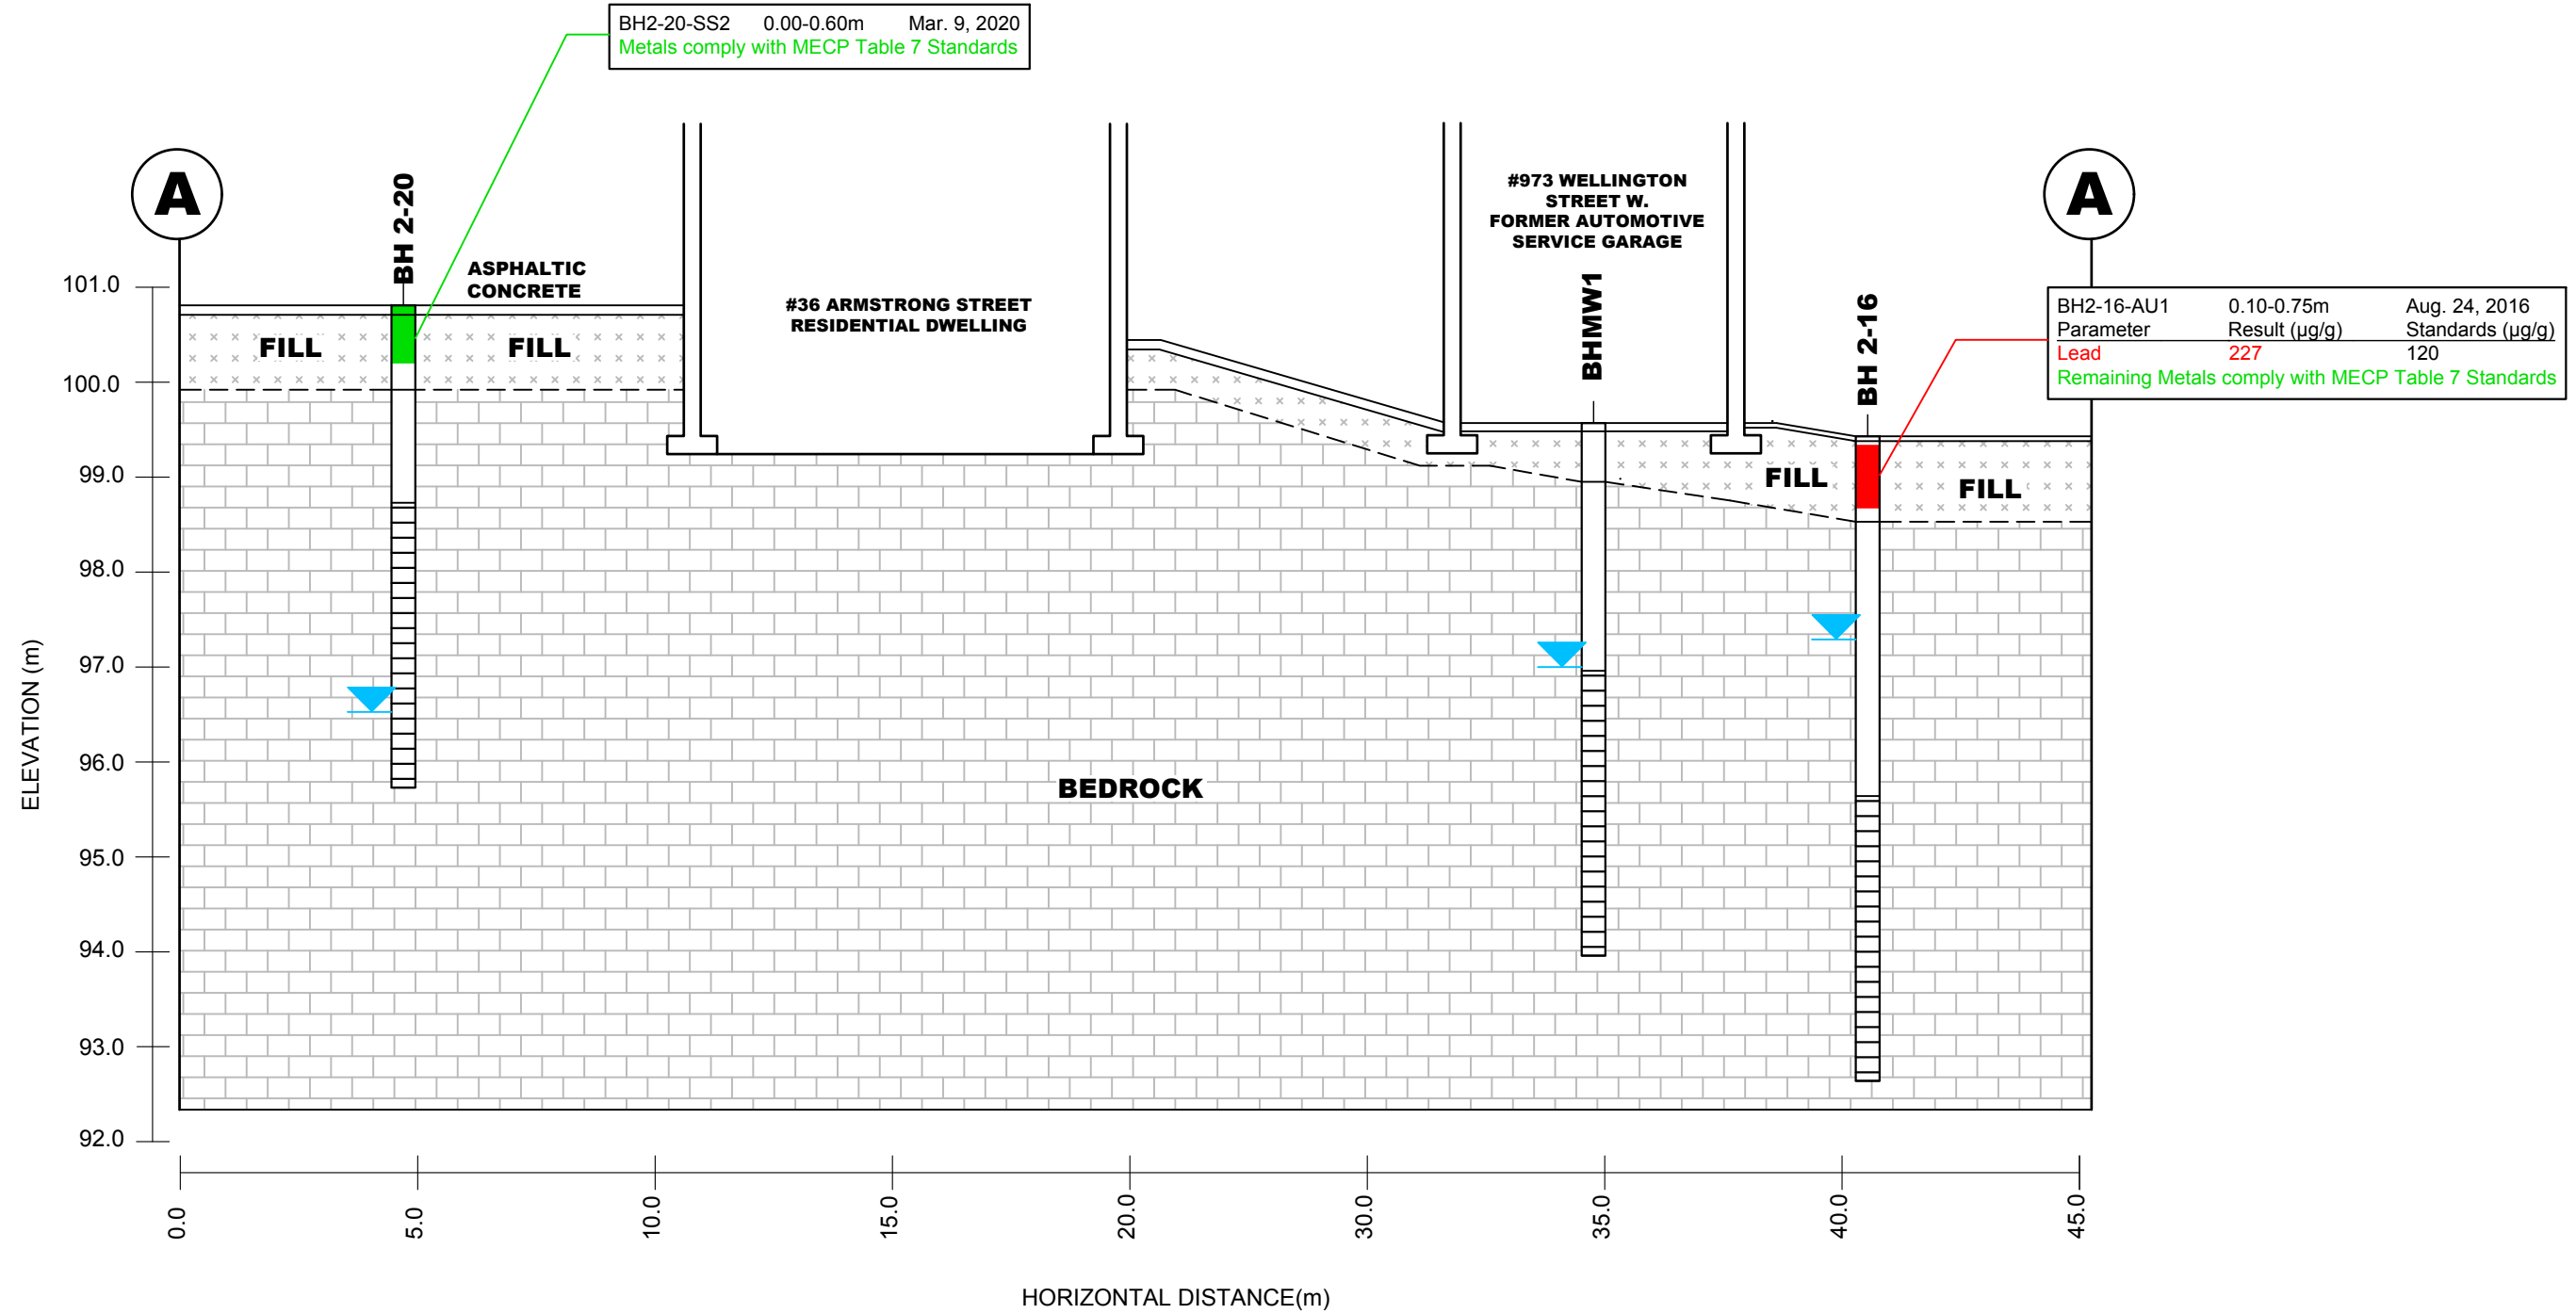 BH2-20-SS2 0.00-0.60m Mar. 9, 2020
Metals comply with MECP Table 7 Standards
A
A
BH 2-20
ASPHALTIC
CONCRETE
#36 ARMSTRONG STREET
RESIDENTIAL DWELLING
#973 WELLINGTON
STREET W.
FORMER AUTOMOTIVE
SERVICE GARAGE
BHMW1
BH 2-16
BH2-16-AU1 0.10-0.75m Aug. 24, 2016
Parameter Result (µg/g) Standards (µg/g)
Lead 227 120
Remaining Metals comply with MECP Table 7 Standards
FILL
FILL
FILL
FILL
BEDROCK
ELEVATION (m)
101.0
100.0
99.0
98.0
97.0
96.0
95.0
94.0
93.0
92.0
0.0
5.0
10.0
15.0
20.0
25.0
30.0
35.0
40.0
45.0
HORIZONTAL DISTANCE(m)